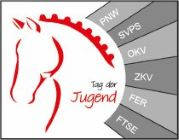 PNW
SVPS
OKV
ZKV
FER
FTSE
Tag der
Jugend